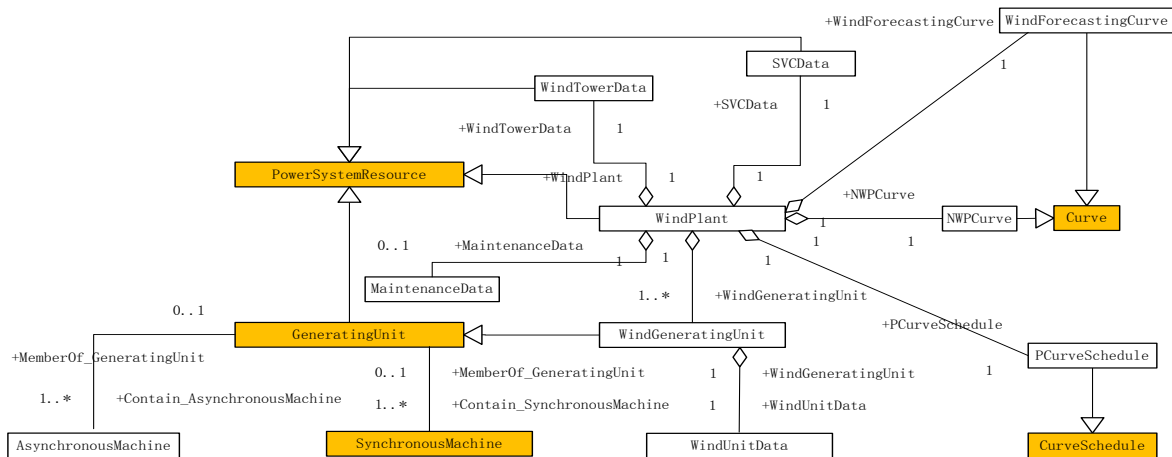 +WindForecastingCurve
WindForecastingCurve
1
SVCData
+SVCData
1
WindTowerData
+WindTowerData
1
PowerSystemResource
+WindPlant
1
1
+NWPCurve
WindPlant
1
NWPCurve
Curve
0..1
+MaintenanceData
1
1
1
1
1
MaintenanceData
1..*
+WindGeneratingUnit
0..1
+PCurveSchedule
GeneratingUnit
WindGeneratingUnit
PCurveSchedule
1
+MemberOf_GeneratingUnit
0..1
+MemberOf_GeneratingUnit
1
+WindGeneratingUnit
1..*
+Contain_AsynchronousMachine
1..*
+Contain_SynchronousMachine
1
+WindUnitData
AsynchronousMachine
SynchronousMachine
WindUnitData
CurveSchedule